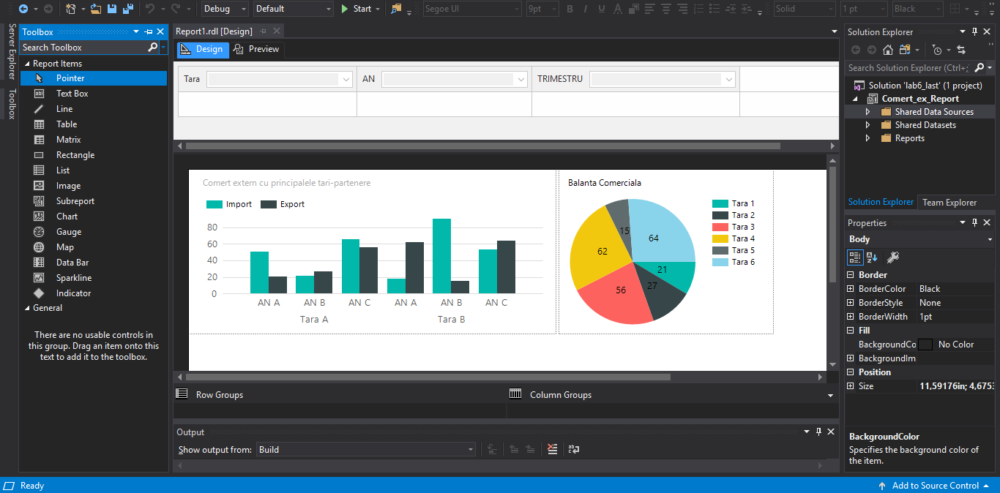 Debug Default Start Segoe UI 9pt B I U A Solid 1 pt Black
Server Explorer
Toolbox
Toolbox
Search Toolbox
Report Items
Pointer
Text Box
Line
Table
Matrix
Rectangle
List
Image
Subreport
Chart
Gauge
Map
Data Bar
Sparkline
Indicator
General
There are no usable controls in
this group. Drag an item onto this
text to add it to the toolbox.
Report1.rdl [Design]
Design Preview
Tara AN TRIMESTRU
Comert extern cu principalele tari-partenere
Import Export
80
60
40
20
0
AN A AN B AN C AN A AN B AN C
Tara A Tara B
Balanta Comerciala
15
64
62
21
27
56
Tara 1
Tara 2
Tara 3
Tara 4
Tara 5
Tara 6
Row Groups Column Groups
Output
Show output from: Build
Solution Explorer
Search Solution Explorer (Ctrl+;
Solution 'lab6_last' (1 project)
Comert_ex_Report
Shared Data Sources
Shared Datasets
Reports
Solution Explorer Team Explorer
Properties
Body
Border
BorderColor Black
BorderStyle None
BorderWidth 1pt
Fill
BackgroundCo No Color
BackgroundIm
Position
Size 11,59176in; 4,6753
BackgroundColor
Specifies the background color of
the item.
Ready Add to Source Control